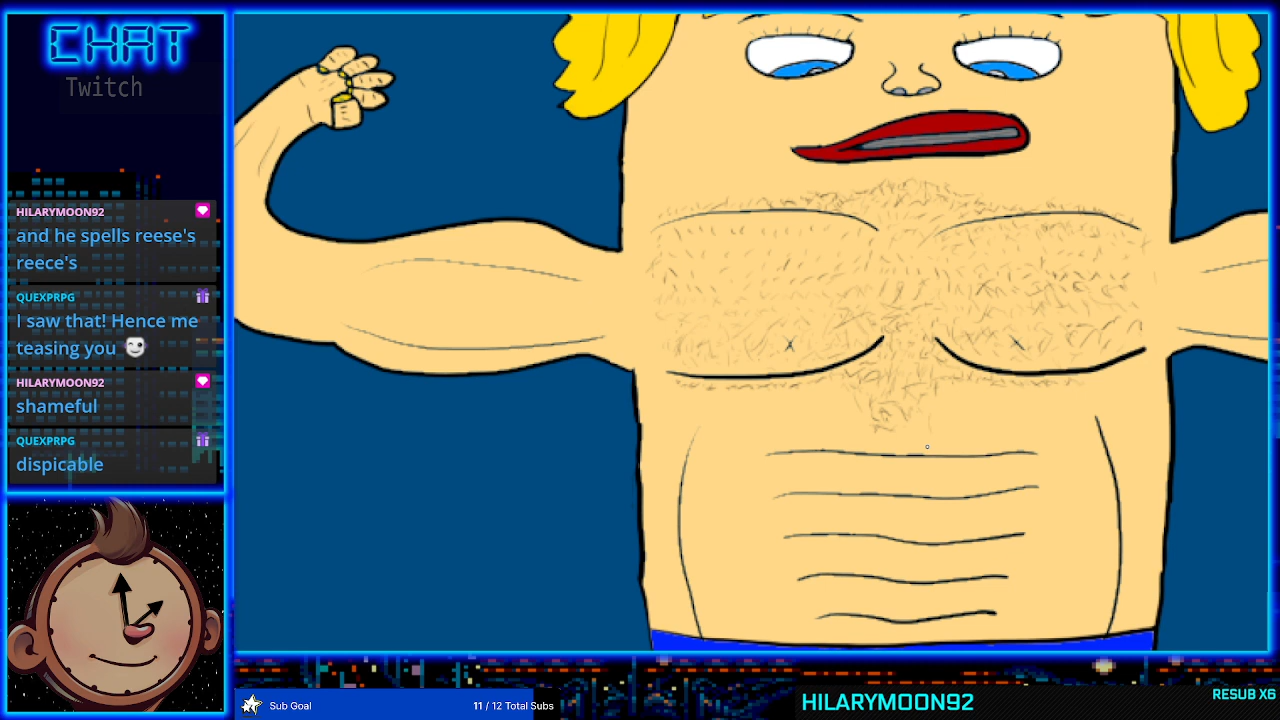 CHAT
Twitch
HILARYMOON92
and he spells reese's
reece's
QUEXPRPG
I saw that! Hence me
teasing you
HILARYMOON92
shameful
QUEXPRPG
dispicable
Sub Goal
11 / 12 Total Subs
HILARYMOON92
RESUB X6